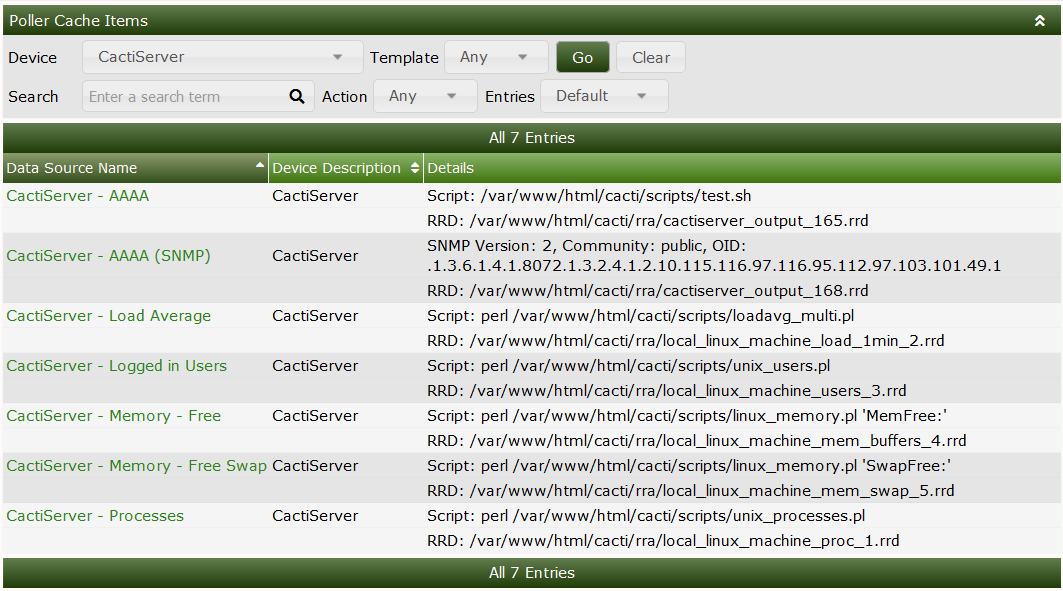 Poller Cache Items
Device CactiServer Template Any Go Clear
Search Enter a search term Action Any Entries Default
All 7 Entries
Data Source Name Device Description Details
CactiServer - AAAA CactiServer Script: /var/www/html/cacti/scripts/test.sh
RRD: /var/www/html/cacti/rra/cactiserver_output_165.rrd
SNMP Version: 2, Community: public, OID:
CactiServer - AAAA (SNMP) CactiServer
.1.3.6.1.4.1.8072.1.3.2.4.1.2.10.115.116.97.116.95.112.97.103.101.49.1
RRD: /var/www/html/cacti/rra/cactiserver_output_168.rrd
CactiServer - Load Average CactiServer Script: perl /var/www/html/cacti/scripts/loadavg_multi.pl
RRD: /var/www/html/cacti/rra/local_linux_machine_load_1min_2.rrd
CactiServer - Logged in Users CactiServer Script: perl /var/www/html/cacti/scripts/unix_users.pl
RRD: /var/www/html/cacti/rra/local_linux_machine_users_3.rrd
CactiServer - Memory - Free CactiServer Script: perl /var/www/html/cacti/scripts/linux_memory.pl 'MemFree:'
RRD: /var/www/html/cacti/rra/local_linux_machine_mem_buffers_4.rrd
CactiServer - Memory - Free Swap CactiServer Script: perl /var/www/html/cacti/scripts/linux_memory.pl 'SwapFree:'
RRD: /var/www/html/cacti/rra/local_linux_machine_mem_swap_5.rrd
CactiServer - Processes CactiServer Script: perl /var/www/html/cacti/scripts/unix_processes.pl
RRD: /var/www/html/cacti/rra/local_linux_machine_proc_1.rrd
All 7 Entries